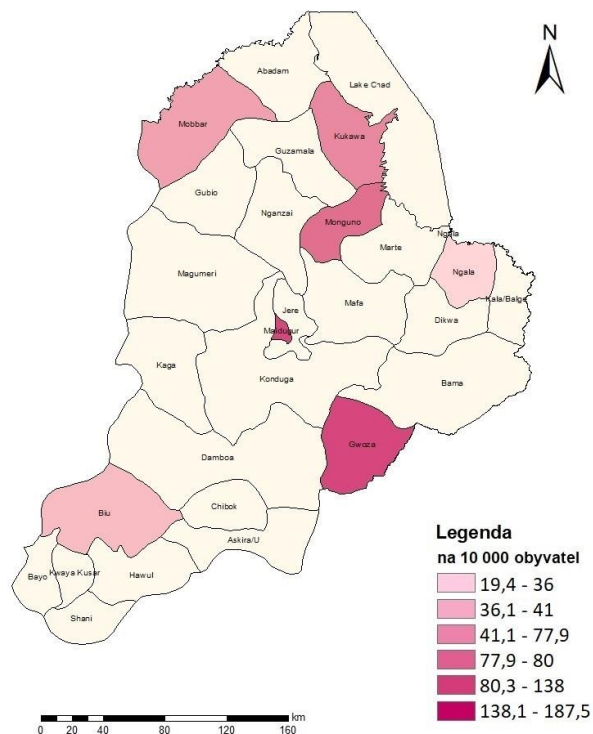 N
Abadam
Lake Chad
Mobbar
Kukawa
Guzamala
Gubio
Nganzai
Monguno
Marte
Ngala
Ngala
Magumeri
Kala/Balge
Jere
Mafa
Dikwa
Maidugur
Kaga
Konduga
Bama
Gwoza
Damboa
Chibok
Biu
Askira/U
Bayo
Kwaya Kusar
Hawul
Shani
Legenda
na 10 000 obyvatel
19,4 - 36
36,1 - 41
41,1 - 77,9
77,9 - 80
80,3 - 138
138,1 - 187,5
km
0 20 40 80 120 160